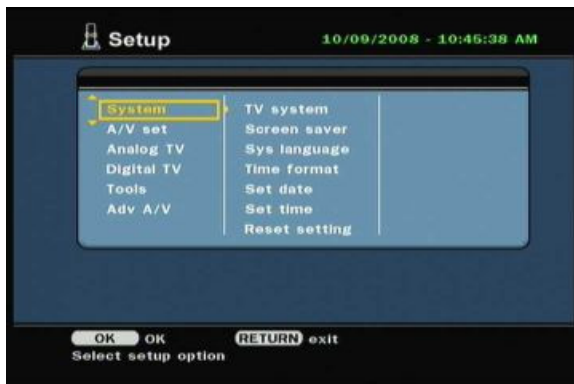 Setup
10/09/2008 - 10:45:38 AM
System
A/V set
Analog TV
Digital TV
Tools
Adv A/V
TV system
Screen saver
Sys language
Time format
Set date
Set time
Reset setting
OK OK
RETURN exit
Select setup option